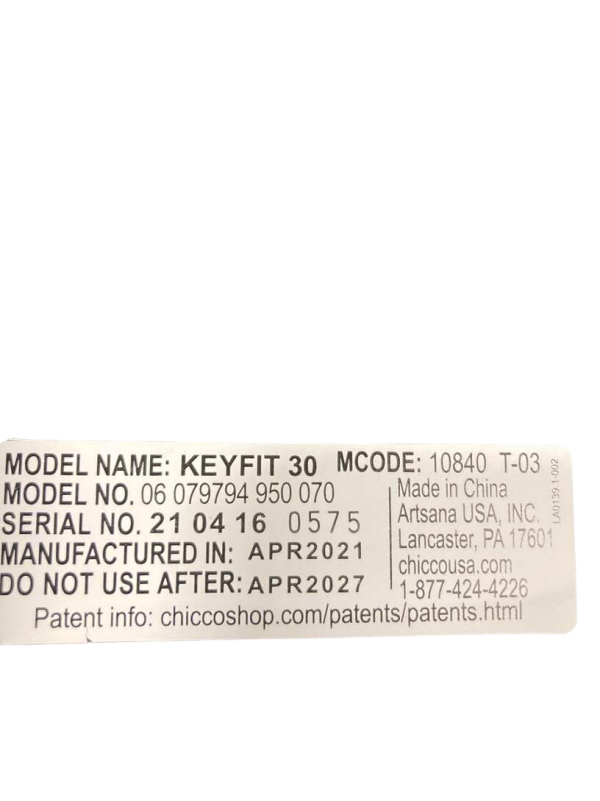 MODEL NAME: KEYFIT 30 MCODE: 10840 T-03
MODEL NO. 06 079794 950 070
SERIAL NO. 21 04 16 0575
MANUFACTURED IN: APR2021
DO NOT USE AFTER: APR2027
Made in China
Artsana USA, INC.
Lancaster, PA 17601
chiccousa.com
1-877-424-4226
Patent info: chiccoshop.com/patents/patents.html
LA0139.1-002